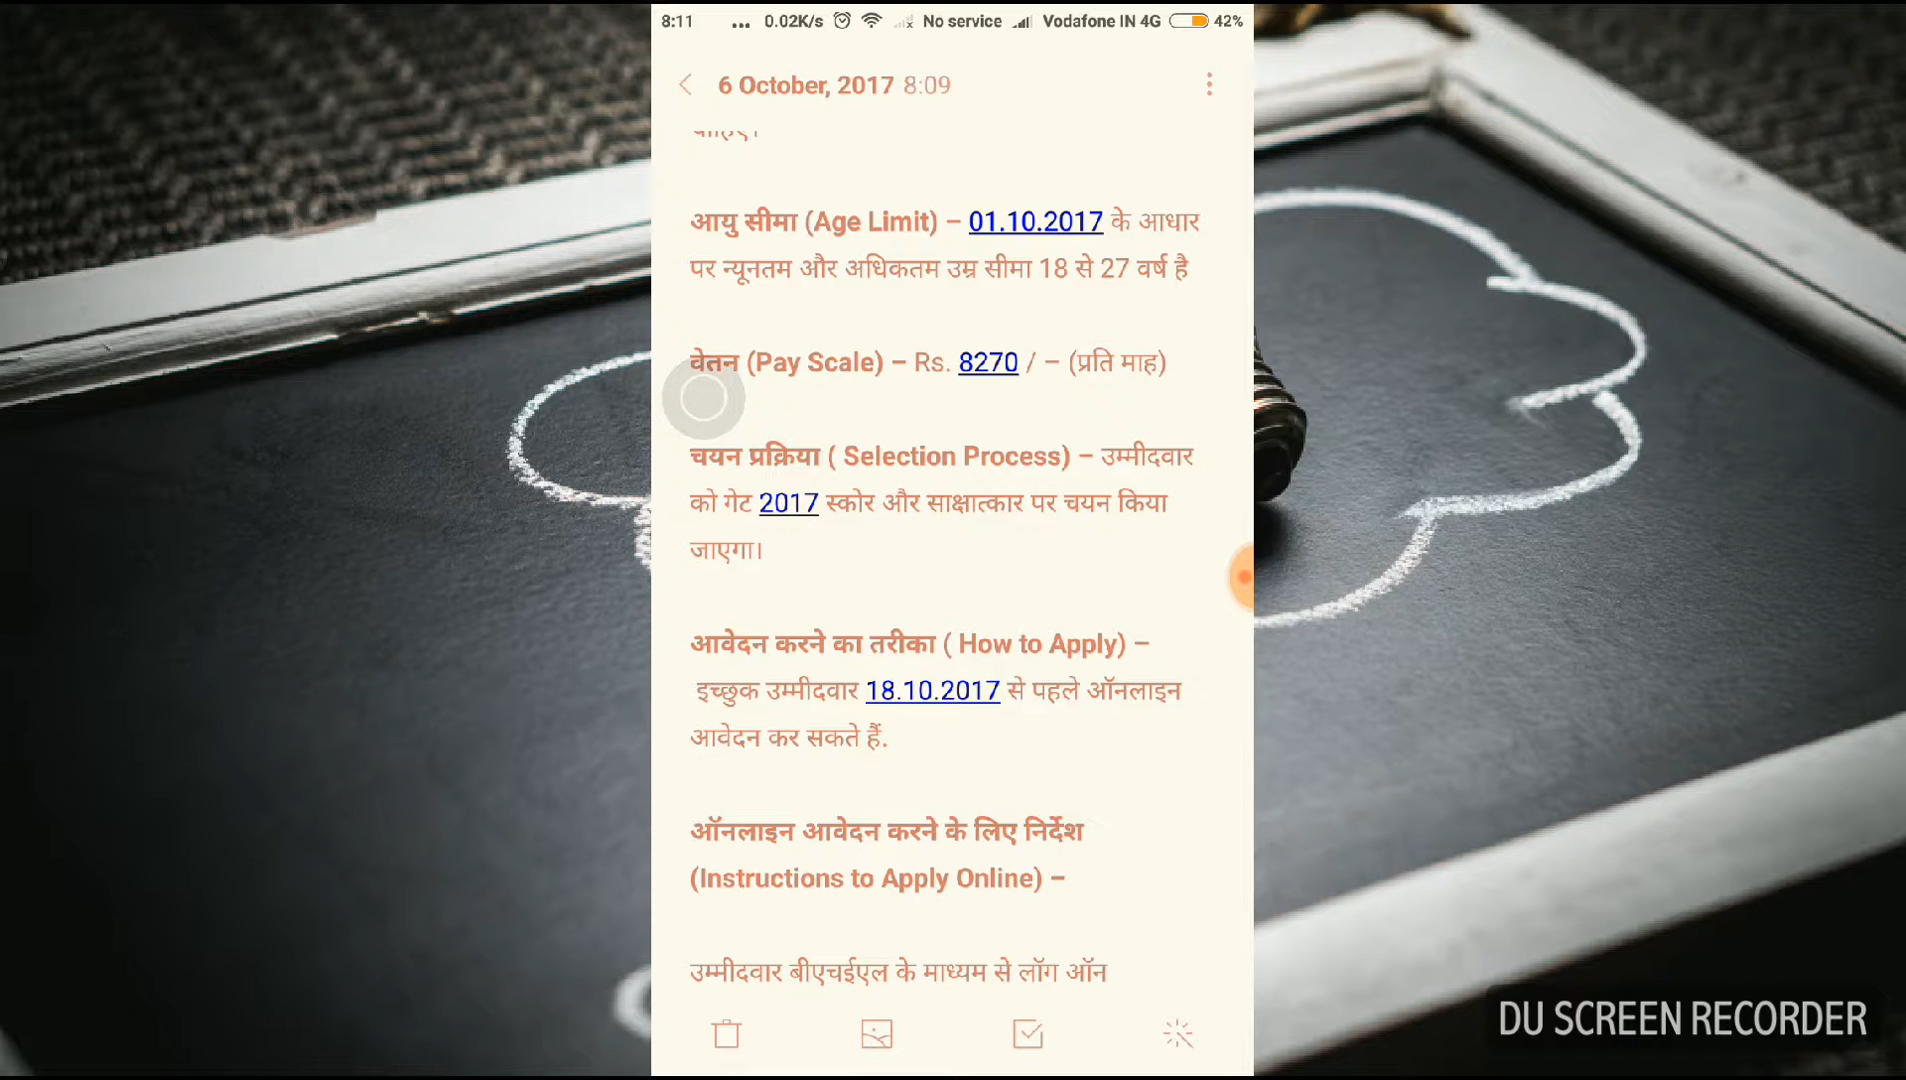 8:11 ... 0.02K/s No service Vodafone IN 4G 42%
6 October, 2017 8:09
आयु सीमा (Age Limit) – 01.10.2017 के आधार
पर न्यूनतम और अधिकतम उम्र सीमा 18 से 27 वर्ष है
वेतन (Pay Scale) – Rs. 8270 / – (प्रति माह)
चयन प्रक्रिया ( Selection Process) – उम्मीदवार
को गेट 2017 स्कोर और साक्षात्कार पर चयन किया
जाएगा।
आवेदन करने का तरीका ( How to Apply) –
इच्छुक उम्मीदवार 18.10.2017 से पहले ऑनलाइन
आवेदन कर सकते हैं.
ऑनलाइन आवेदन करने के लिए निर्देश
(Instructions to Apply Online) –
उम्मीदवार बीएचईएल के माध्यम से लॉग ऑन
DU SCREEN RECORDER